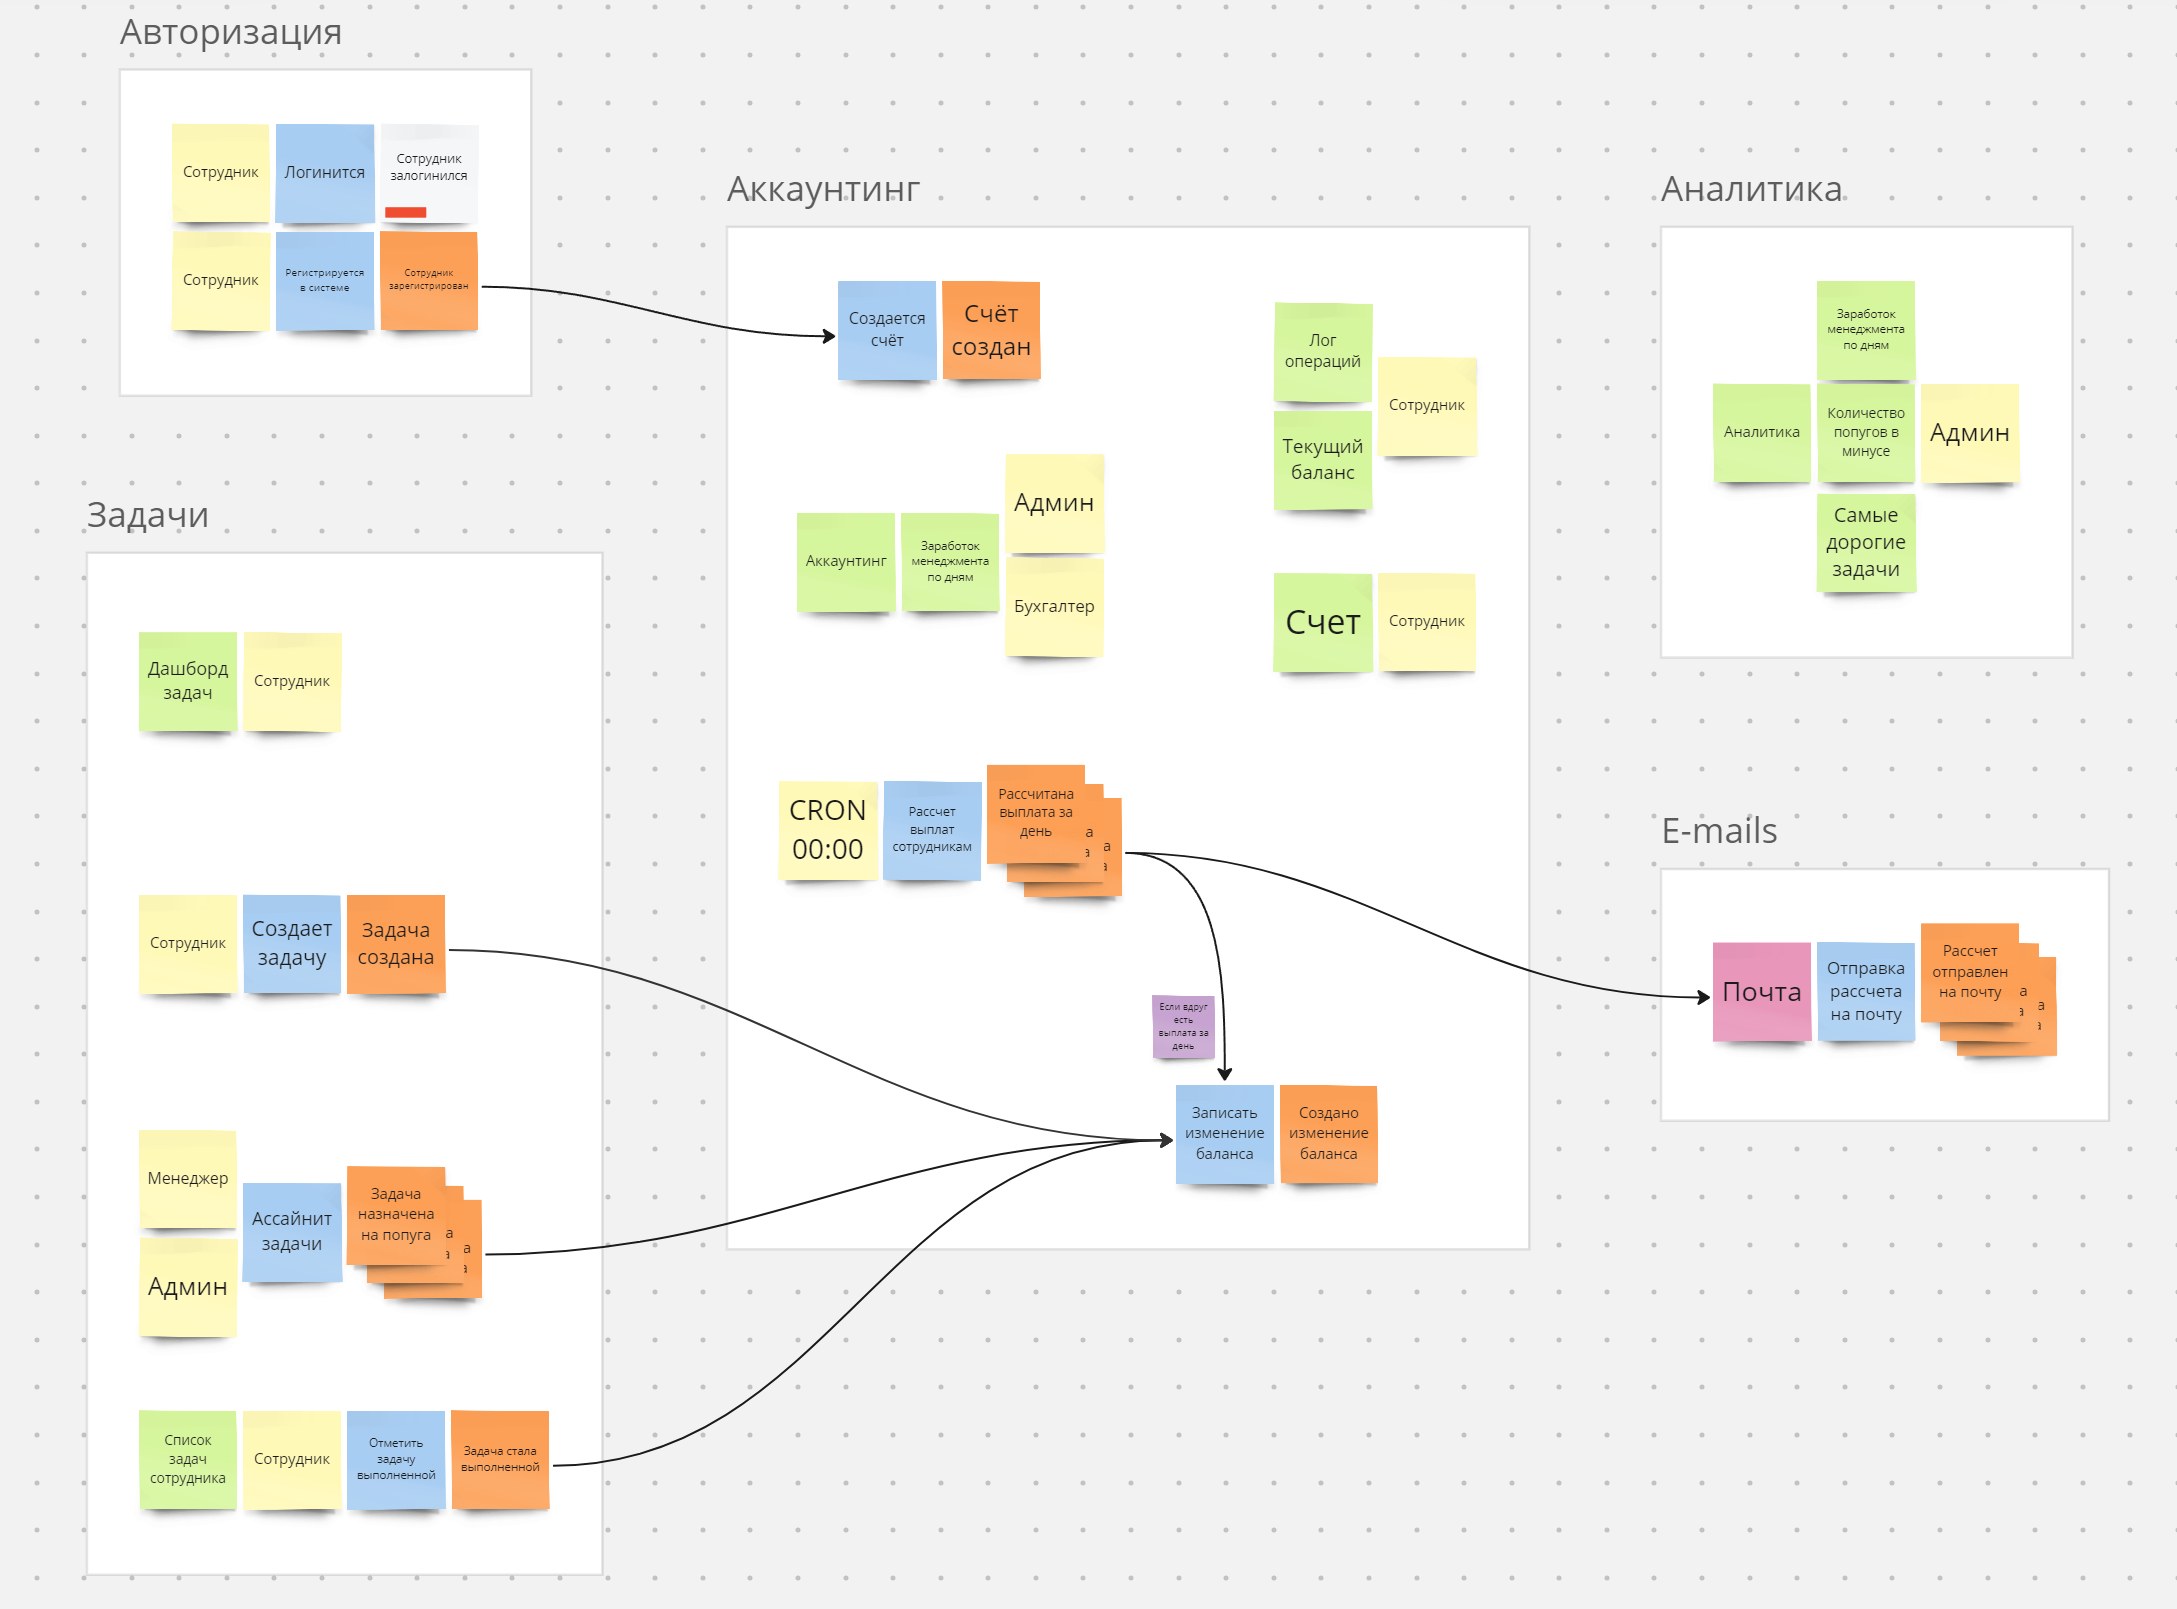 Авторизация
Сотрудник
Логинится
Сотрудник
залогинился
Сотрудник
Регистрируется
в системе
Сотрудник
зарегистрирован
Задачи
Дашборд
задач
Сотрудник
Сотрудник
Создает
задачу
Задача
создана
Менеджер
Админ
Ассайнит
задачи
Задача
назначена
на попуга
а
а
а
а
Список
задач
сотрудника
Сотрудник
Отметить
задачу
выполненной
Задача стала
выполненной
Аккаунтинг
Создается
счёт
Счёт
создан
Лог
операций
Текущий
баланс
Сотрудник
Аккаунтинг
Заработок
менеджмента
по дням
Админ
Бухгалтер
Счет
Сотрудник
CRON
00:00
Рассчет
выплат
сотрудникам
Рассчитана
выплата за
день
а
а
а
а
Если вдруг
есть
выплата за
день
Записать
изменение
баланса
Создано
изменение
баланса
Аналитика
Заработок
менеджмента
по дням
Аналитика
Количество
попугов в
минусе
Админ
Самые
дорогие
задачи
E-mails
Почта
Отправка
рассчета
на почту
Рассчет
отправлен
на почту
а
а
а
а